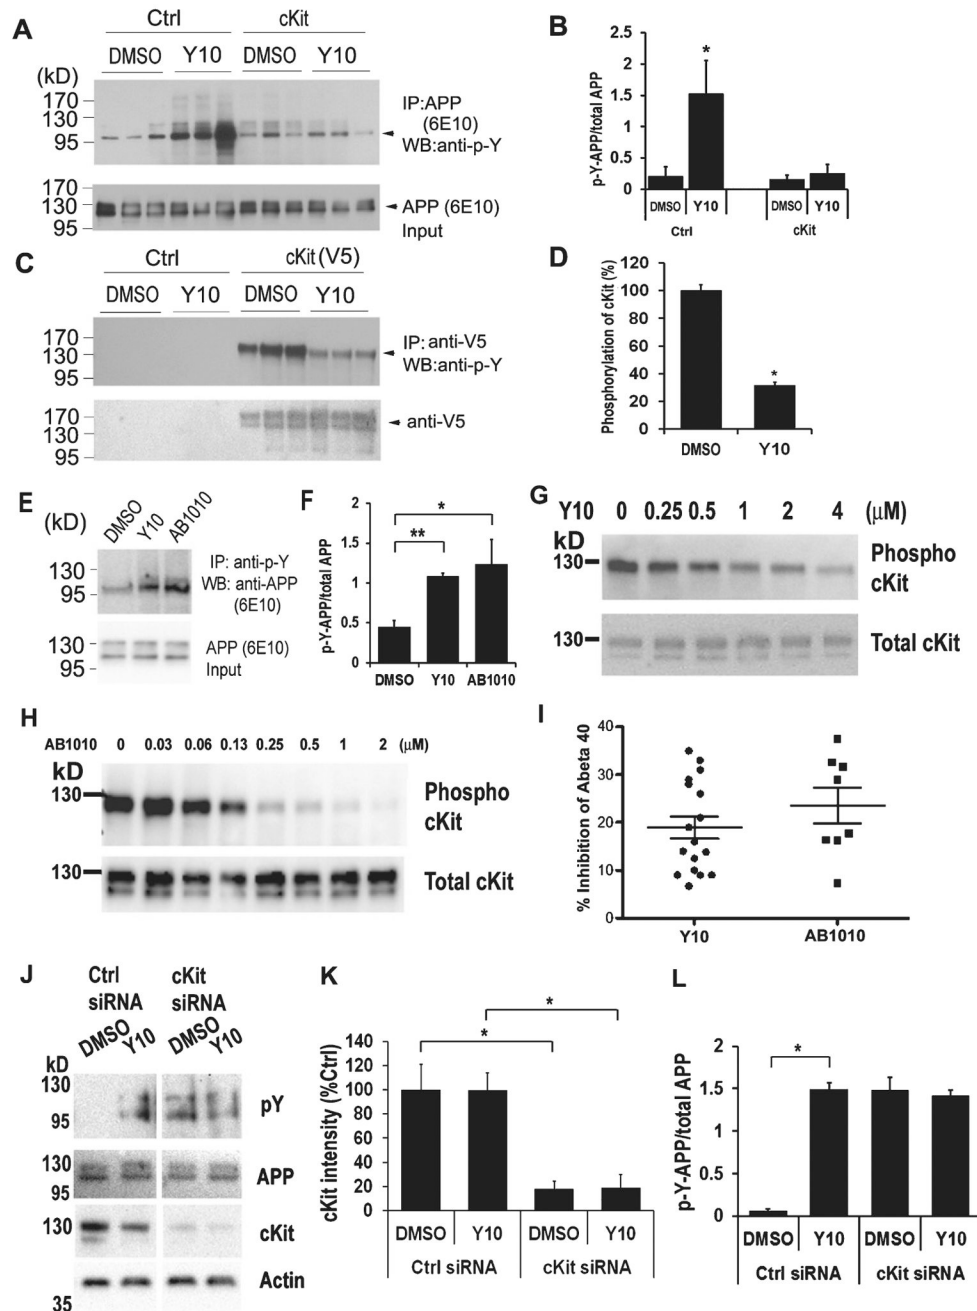 A
Ctrl cKit
DMSO Y10 DMSO Y10
(kD)
170
130
95
IP:APP
(6E10)
WB:anti-p-Y
170
130
95
APP (6E10)
Input
B
p-Y-APP/total APP
2.5
2
1.5
1
0.5
0
*
DMSO Y10 DMSO Y10
Ctrl cKit
C
Ctrl cKit(V5)
DMSO Y10 DMSO Y10
170
130
95
IP: anti-V5
WB:anti-p-Y
170
130
95
anti-V5
D
Phosphorylation of cKit (%)
120
100
80
60
40
20
0
*
DMSO Y10
E
(kD)
DMSO Y10 AB1010
130
95
IP: anti-p-Y
WB: anti-APP
(6E10)
130
95
APP (6E10)
Input
F
p-Y-APP/total APP
2
1.5
1
0.5
0
*
**
DMSO Y10 AB1010
G
Y10 0 0.25 0.5 1 2 4 (μM)
kD
130
Phospho
cKit
130
Total cKit
H
AB1010 0 0.03 0.06 0.13 0.25 0.5 1 2 (μM)
kD
130
Phospho
cKit
130
Total cKit
I
% Inhibition of Abeta 40
40
30
20
10
0
Y10 AB1010
J
Ctrl cKit
siRNA siRNA
DMSO Y10 DMSO Y10
kD
130
95
pY
130
95
APP
130
cKit
Actin
35
K
cKit intensity (%Ctrl)
140
120
100
80
60
40
20
0
*
*
DMSO Y10 DMSO Y10
Ctrl siRNA cKit siRNA
L
p-Y-APP/total APP
2
1.5
1
0.5
0
*
DMSO Y10 DMSO Y10
Ctrl siRNA cKit siRNA